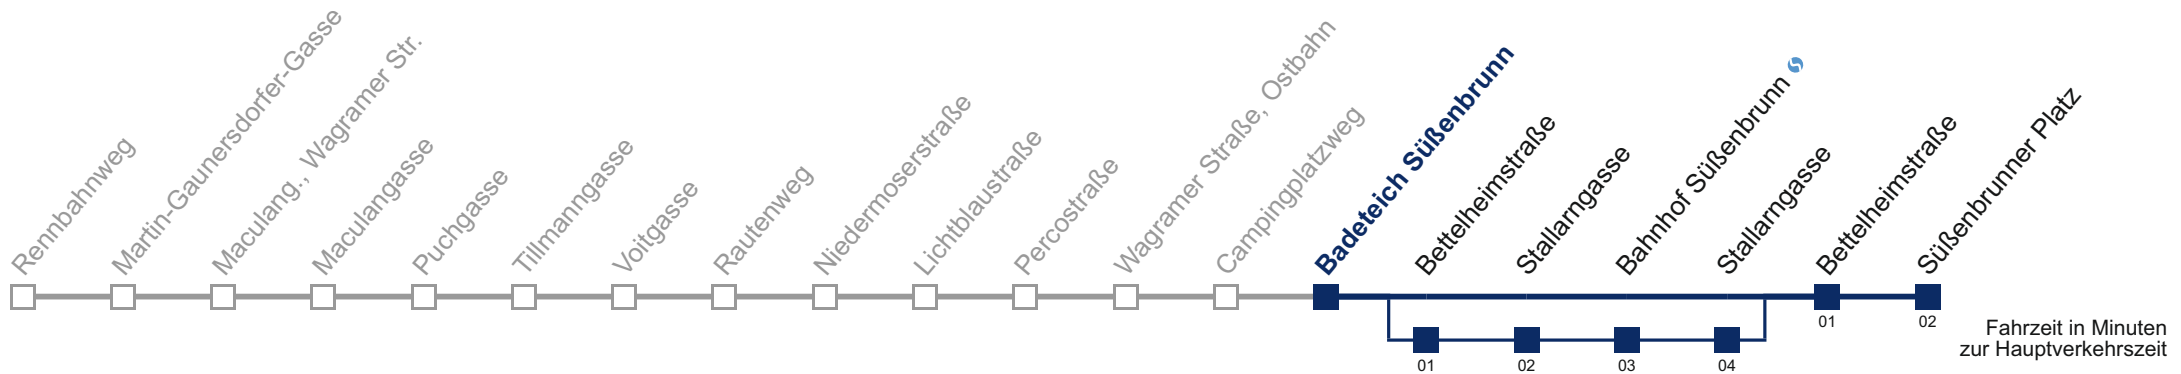 Rennbahnweg
Martin-Gaunersdorfer-Gasse
Maculang., Wagramer Str.
Maculangasse
Puchgasse
Tillmanngasse
Voitgasse
Rautenweg
Niedermoserstraße
Lichtblaustraße
Percostraße
Wagramer Straße, Ostbahn
Campingplatzweg
Badeteich Süßenbrunn
Bettelheimstraße
Stallarngasse
Bahnhof Süßenbrunn
Stallarngasse
Bettelheimstraße
Süßenbrunner Platz
01
02
Fahrzeit in Minuten
zur Hauptverkehrszeit
01
02
03
04